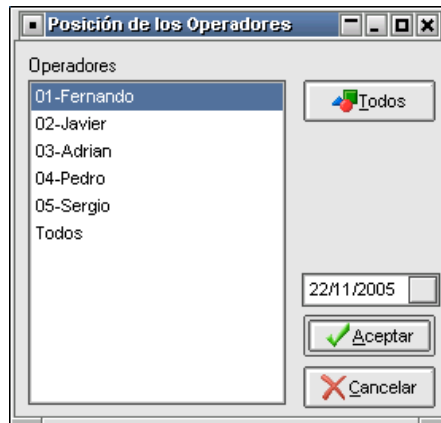 Posición de los Operadores
Operadores
01-Fernando
02-Javier
03-Adrian
04-Pedro
05-Sergio
Todos
Todos
22/11/2005
Aceptar
Cancelar